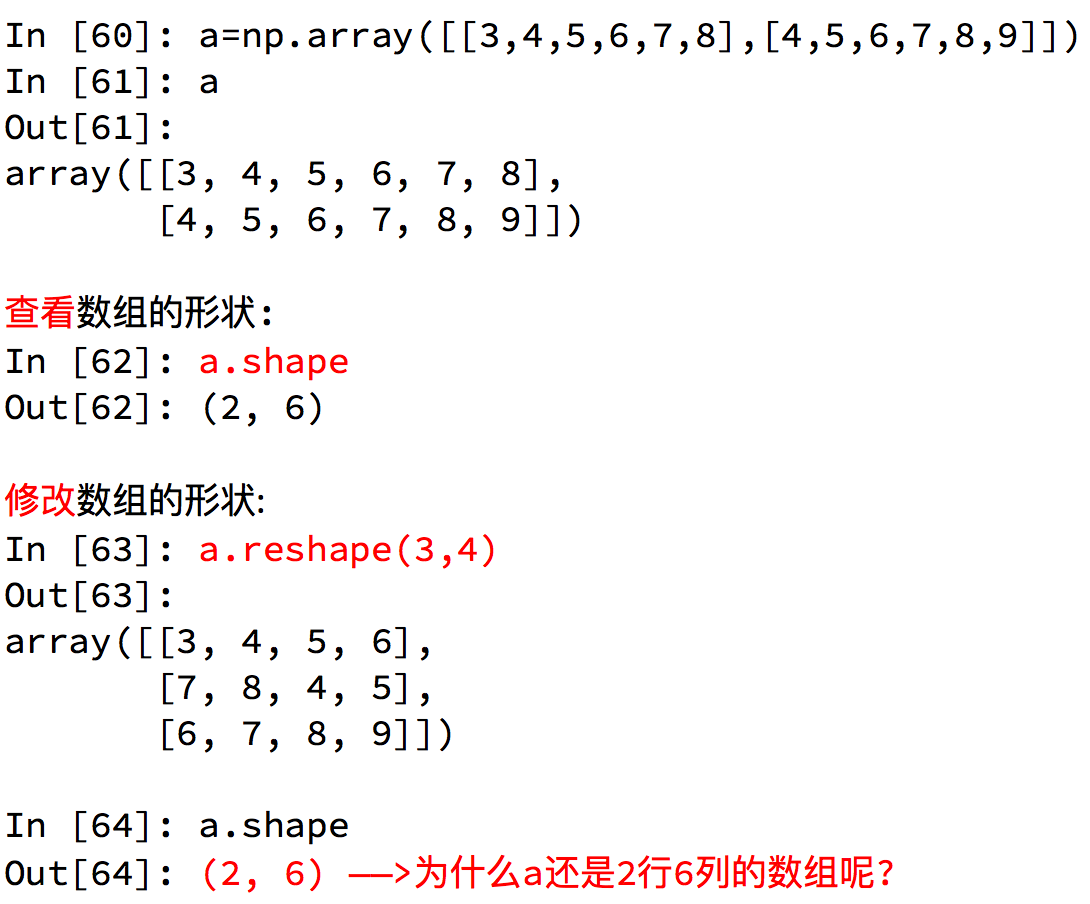 In [60]: a=np.array([[3,4,5,6,7,8],[4,5,6,7,8,9]])
In [61]: a
Out[61]:
array([[3, 4, 5, 6, 7, 8],
       [4, 5, 6, 7, 8, 9]])
查看数组的形状:
In [62]: a.shape
Out[62]: (2, 6)
修改数组的形状:
In [63]: a.reshape(3,4)
Out[63]:
array([[3, 4, 5, 6],
       [7, 8, 4, 5],
       [6, 7, 8, 9]])
In [64]: a.shape
Out[64]: (2, 6) ——>为什么a还是2行6列的数组呢?